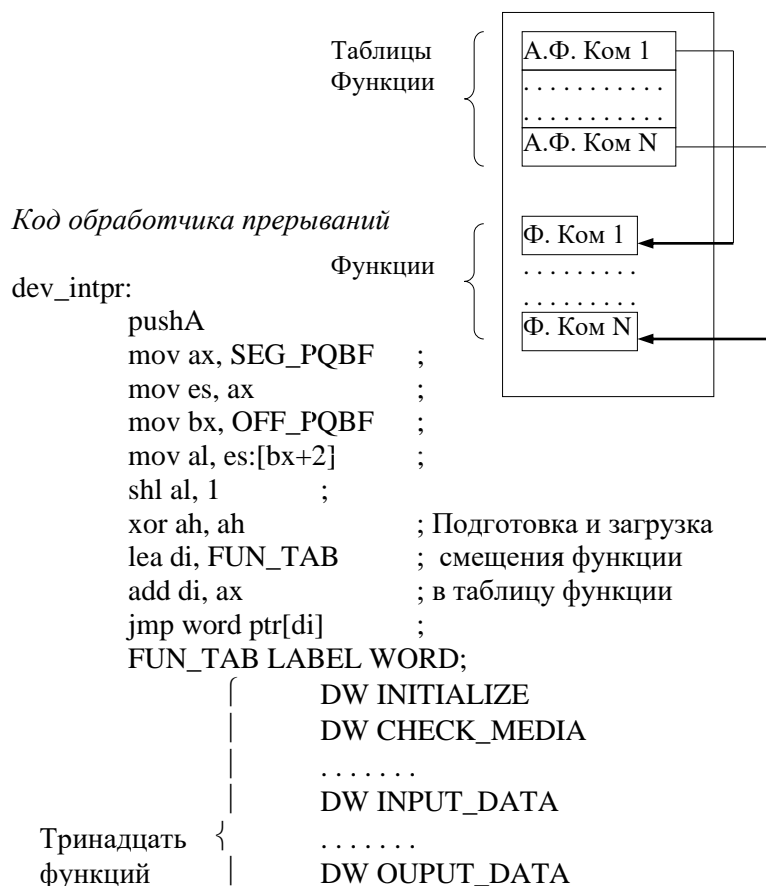 Таблицы
Функции
А.Ф. Ком 1
. . . . . . . . . . .
. . . . . . . . . . .
А.Ф. Ком N
Код обработчика прерываний
Функции
Ф. Ком 1
. . . . . . . . .
. . . . . . . . .
Ф. Ком N
dev_intpr:
pushA
mov ax, SEG_PQBF ;
mov es, ax ;
mov bx, OFF_PQBF ;
mov al, es:[bx+2] ;
shl al, 1 ;
xor ah, ah ; Подготовка и загрузка
lea di, FUN_TAB ; смещения функции
add di, ax ; в таблицу функции
jmp word ptr[di] ;
FUN_TAB LABEL WORD;
DW INITIALIZE
DW CHECK_MEDIA
. . . . . . .
DW INPUT_DATA
Тринадцать . . . . . . .
функций DW OUPUT_DATA